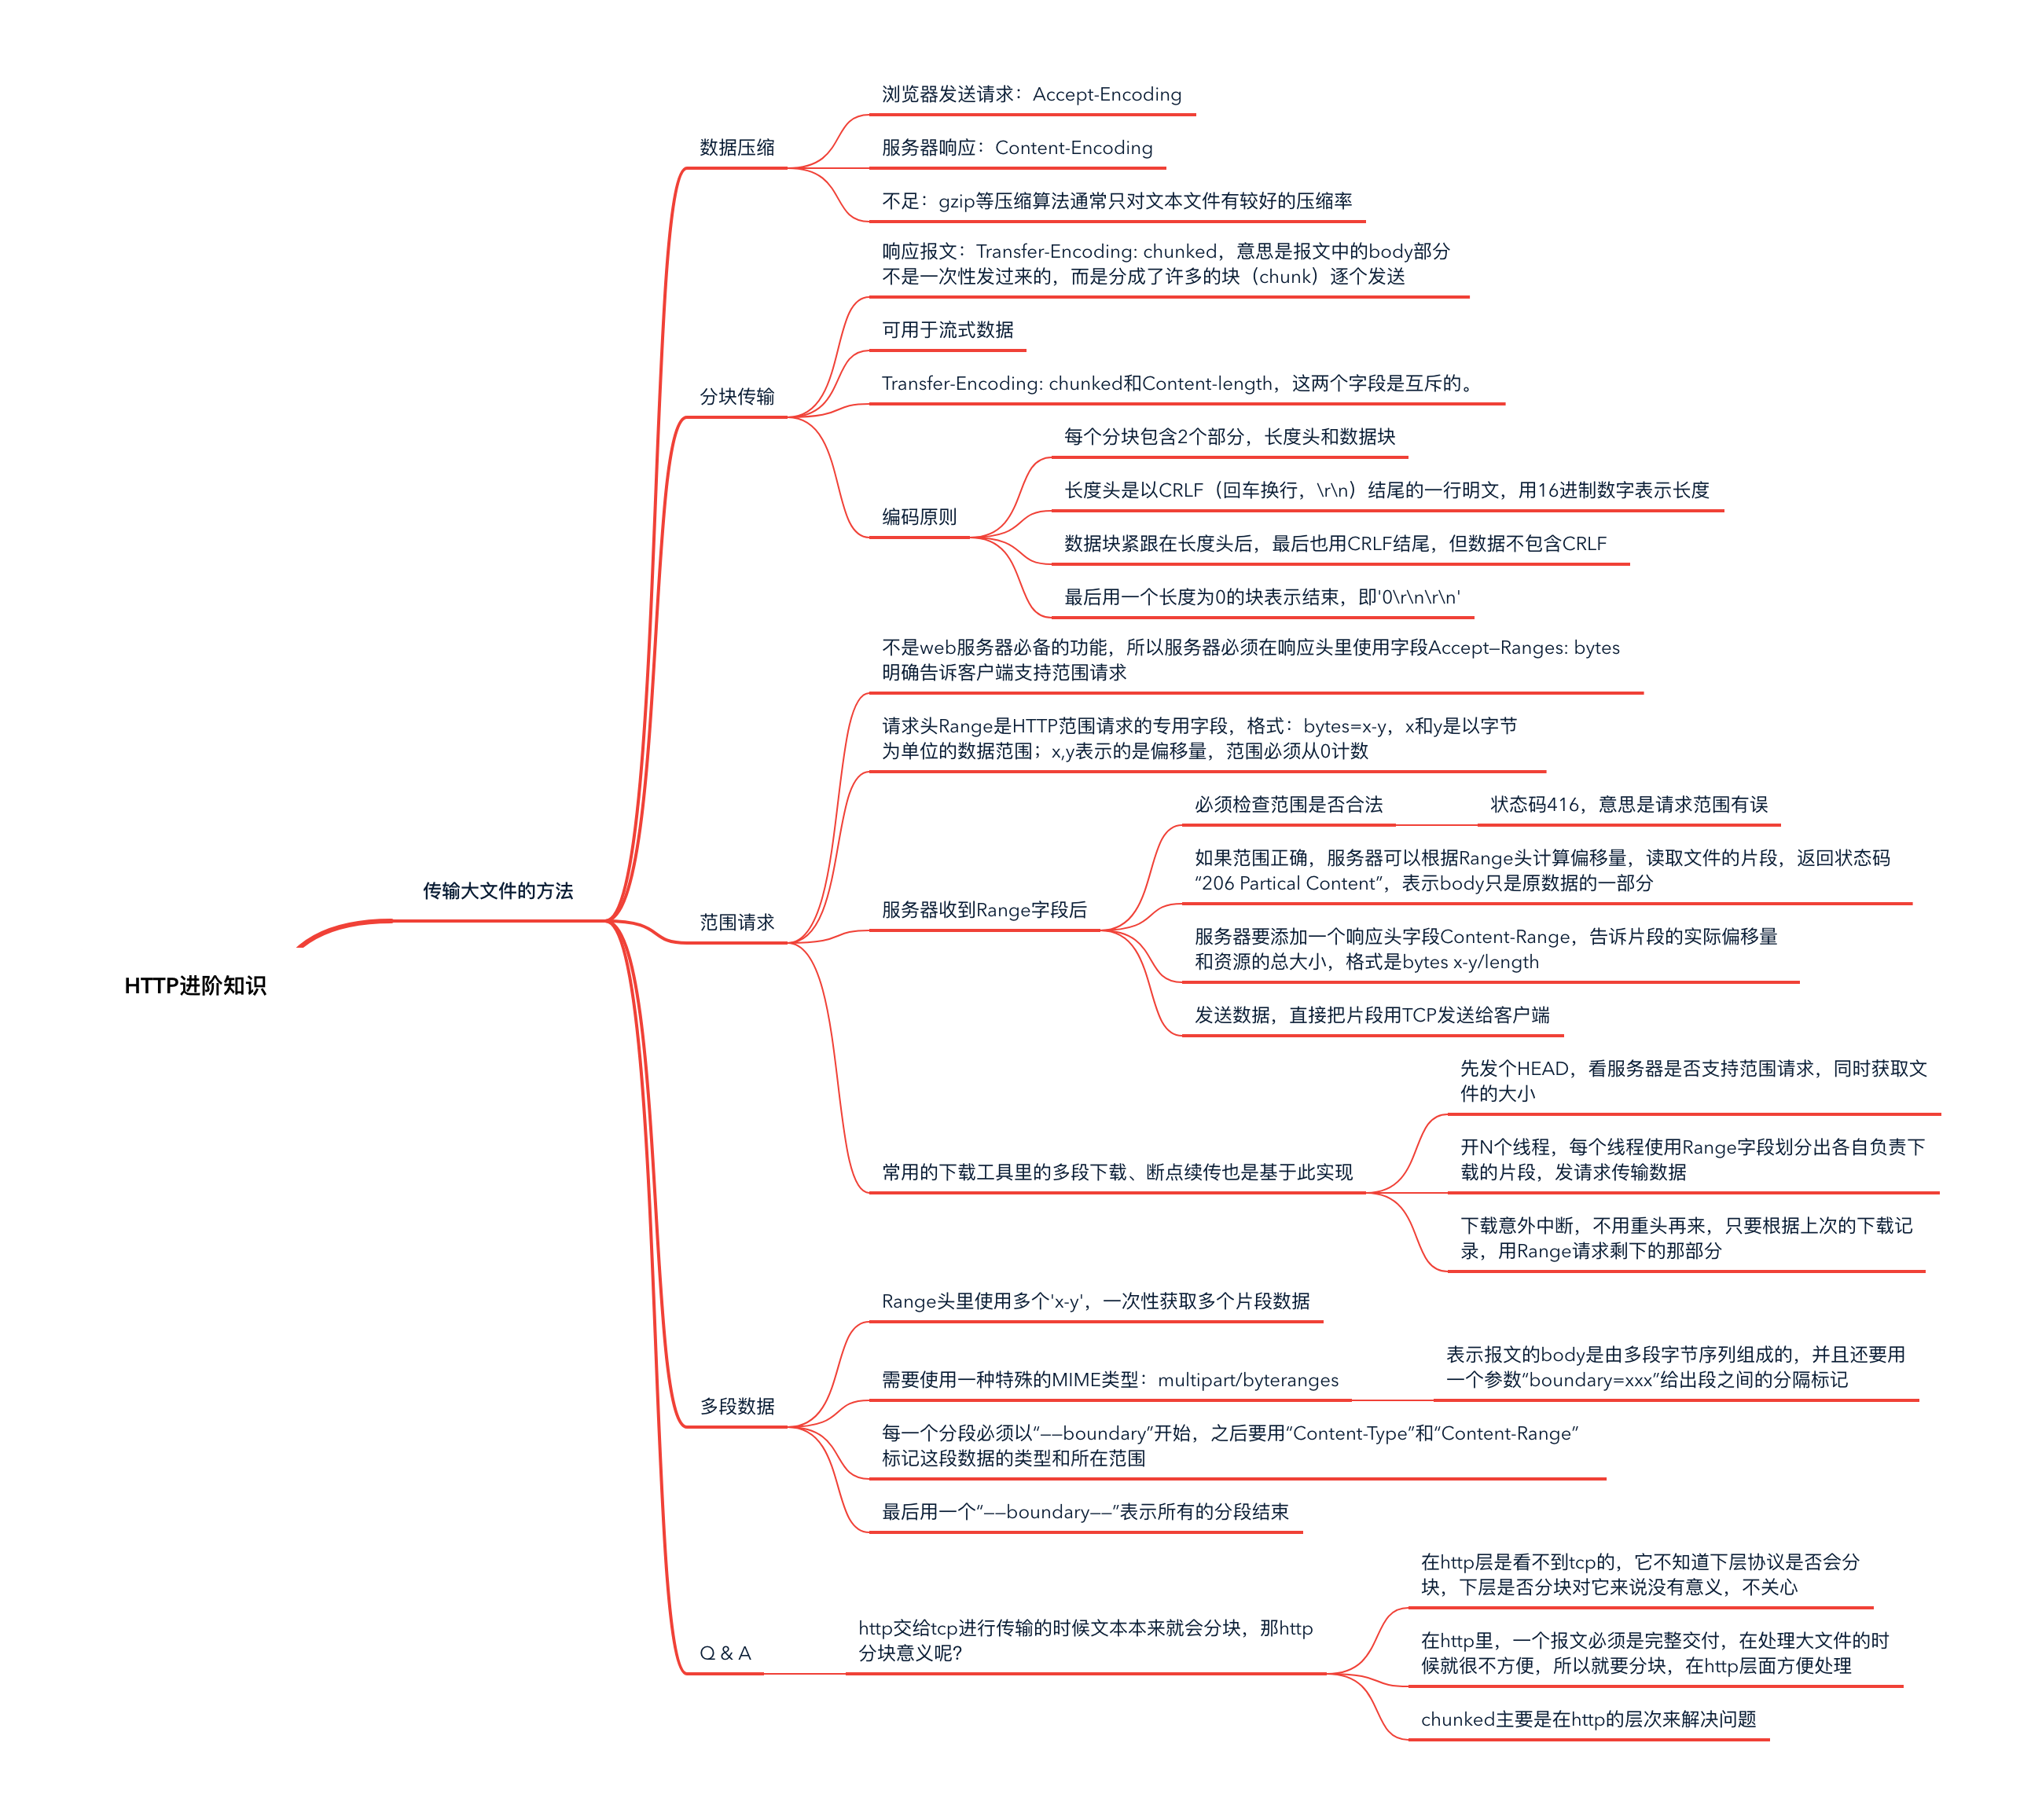 浏览器发送请求：Accept-Encoding
数据压缩
服务器响应：Content-Encoding
不足：gzip等压缩算法通常只对文本文件有较好的压缩率
响应报文：Transfer-Encoding: chunked，意思是报文中的body部分
不是一次性发过来的，而是分成了许多的块（chunk）逐个发送
可用于流式数据
Transfer-Encoding: chunked和Content-length，这两个字段是互斥的。
分块传输
每个分块包含2个部分，长度头和数据块
长度头是以CRLF（回车换行，\r\n）结尾的一行明文，用16进制数字表示长度
编码原则
数据块紧跟在长度头后，最后也用CRLF结尾，但数据不包含CRLF
最后用一个长度为0的块表示结束，即'0\r\n\r\n'
不是web服务器必备的功能，所以服务器必须在响应头里使用字段Accept—Ranges: bytes
明确告诉客户端支持范围请求
请求头Range是HTTP范围请求的专用字段，格式：bytes=x-y，x和y是以字节
为单位的数据范围；x,y表示的是偏移量，范围必须从0计数
必须检查范围是否合法
状态码416，意思是请求范围有误
如果范围正确，服务器可以根据Range头计算偏移量，读取文件的片段，返回状态码
“206 Partical Content”，表示body只是原数据的一部分
传输大文件的方法
范围请求
服务器收到Range字段后
服务器要添加一个响应头字段Content-Range，告诉片段的实际偏移量
和资源的总大小，格式是bytes x-y/length
HTTP进阶知识
发送数据，直接把片段用TCP发送给客户端
先发个HEAD，看服务器是否支持范围请求，同时获取文
件的大小
常用的下载工具里的多段下载、断点续传也是基于此实现
开N个线程，每个线程使用Range字段划分出各自负责下
载的片段，发请求传输数据
下载意外中断，不用重头再来，只要根据上次的下载记
录，用Range请求剩下的那部分
Range头里使用多个'x-y'，一次性获取多个片段数据
需要使用一种特殊的MIME类型：multipart/byteranges
表示报文的body是由多段字节序列组成的，并且还要用
一个参数“boundary=xxx”给出段之间的分隔标记
多段数据
每一个分段必须以“——boundary”开始，之后要用“Content-Type”和“Content-Range”
标记这段数据的类型和所在范围
最后用一个“——boundary——”表示所有的分段结束
在http层是看不到tcp的，它不知道下层协议是否会分
块，下层是否分块对它来说没有意义，不关心
Q & A
http交给tcp进行传输的时候文本本来就会分块，那http
分块意义呢？
在http里，一个报文必须是完整交付，在处理大文件的时
候就很不方便，所以就要分块，在http层面方便处理
chunked主要是在http的层次来解决问题